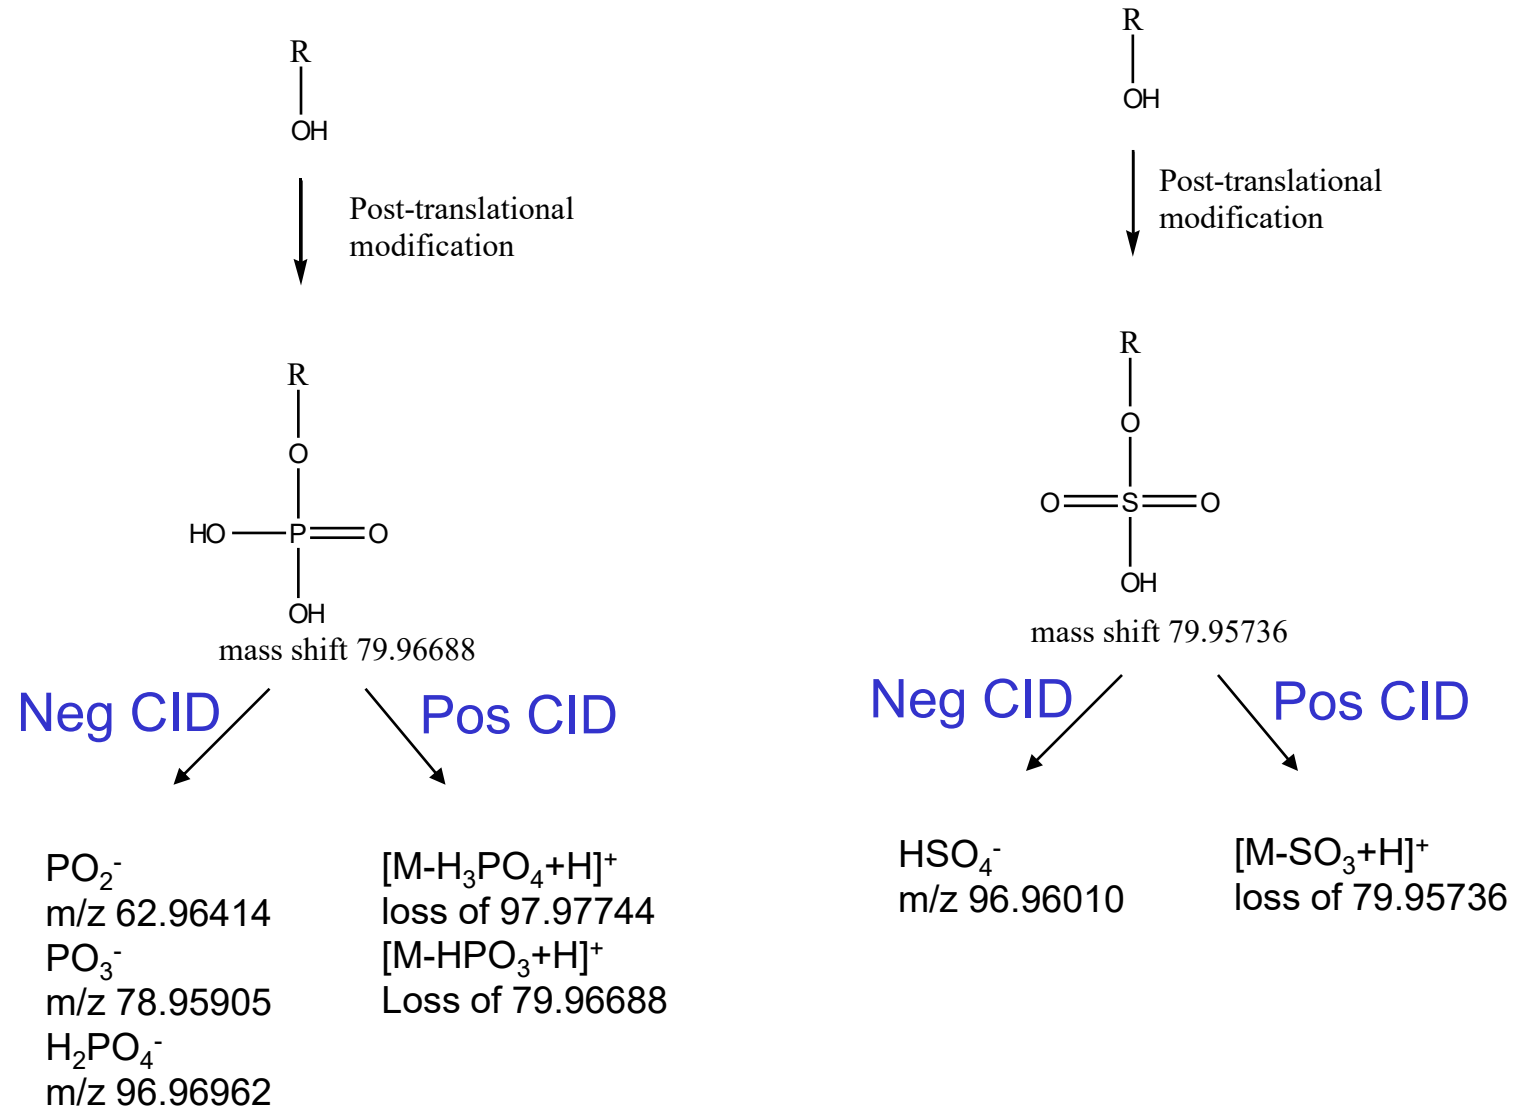 R
OH
Post-translational
modification
R
O
HO P O
OH
mass shift 79.96688
Neg CID
Pos CID
PO₂⁻
m/z 62.96414
PO₃⁻
m/z 78.95905
H₂PO₄⁻
m/z 96.96962
[M-H₃PO₄+H]⁺
loss of 97.97744
[M-HPO₃+H]⁺
Loss of 79.96688
R
OH
Post-translational
modification
R
O
O S O
OH
mass shift 79.95736
Neg CID
Pos CID
HSO₄⁻
m/z 96.96010
[M-SO₃+H]⁺
loss of 79.95736